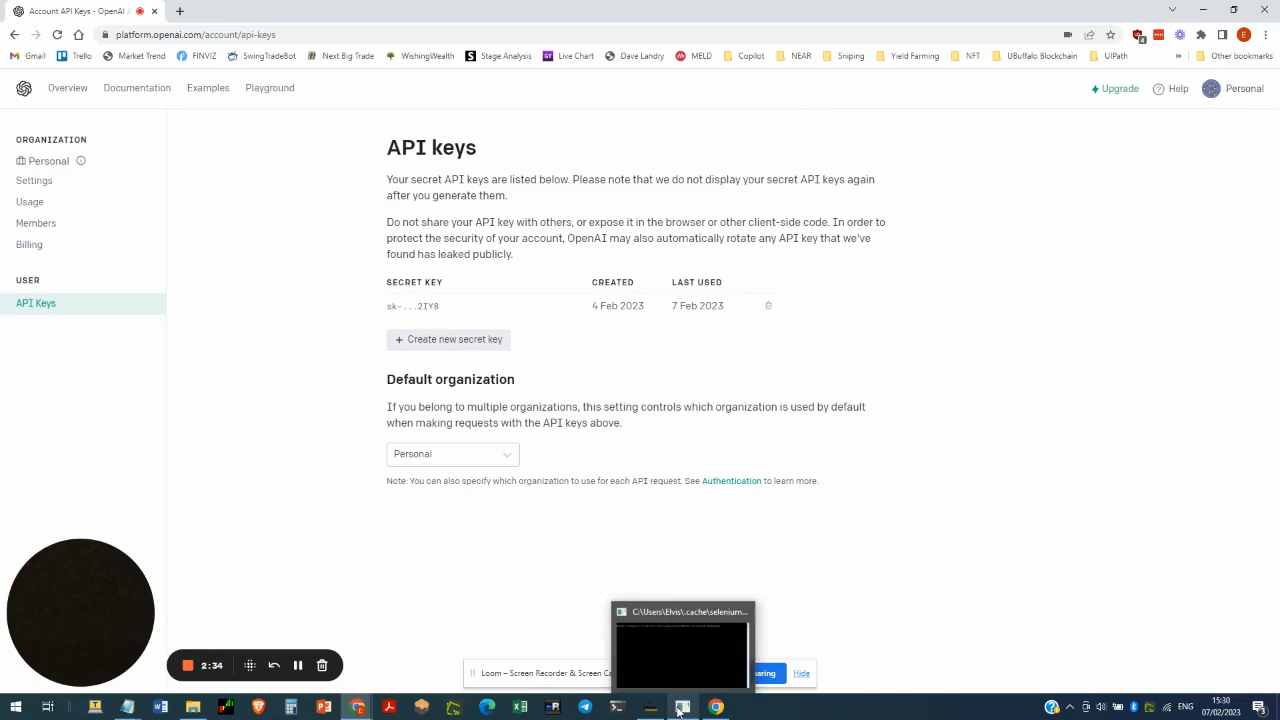 Account API Keys - OpenAI A
platform.openai.com/account/api-keys
E
Gmail
Trello
Nadex Demo
FINVIZ
SwingTradeBot
Next Big Trade
WishingWealth
Stage Analysis
Live Chart
Dave Landry
MELD
Copilot
NEAR
Sniping
Yield Farming
NFT
UBuffalo Blockchain
UIPath
»
Other bookmarks
Overview
Documentation
Examples
Playground
Upgrade
Help
Personal
ORGANIZATION
Personal
Settings
Usage
Members
Billing
USER
API Keys
API keys
Your secret API keys are listed below. Please note that we do not display your secret API keys again
after you generate them.
Do not share your API key with others, or expose it in the browser or other client-side code. In order to
protect the security of your account, OpenAI may also automatically rotate any API key that we've
found has leaked publicly.
SECRET KEY CREATED LAST USED
sk-...2IY8 4 Feb 2023 7 Feb 2023
+ Create new secret key
Default organization
If you belong to multiple organizations, this setting controls which organization is used by default
when making requests with the API keys above.
Personal
Note: You can also specify which organization to use for each API request. See Authentication to learn more.
C:\Users\Elvis\.cache\selenium...
2:34
Loom – Screen Recorder & Screen Ca
aring
Hide
ENG
15:30
07/02/2023